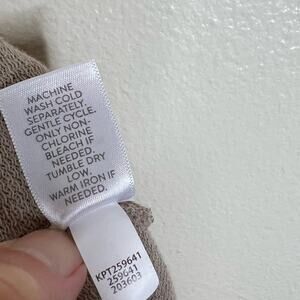 MACHINE
WASH COLD
SEPARATELY.
GENTLE CYCLE.
ONLY NON-
CHLORINE
BLEACH IF
NEEDED.
TUMBLE DRY
LOW.
WARM IRON IF
NEEDED.
KPT259641
259641
203603